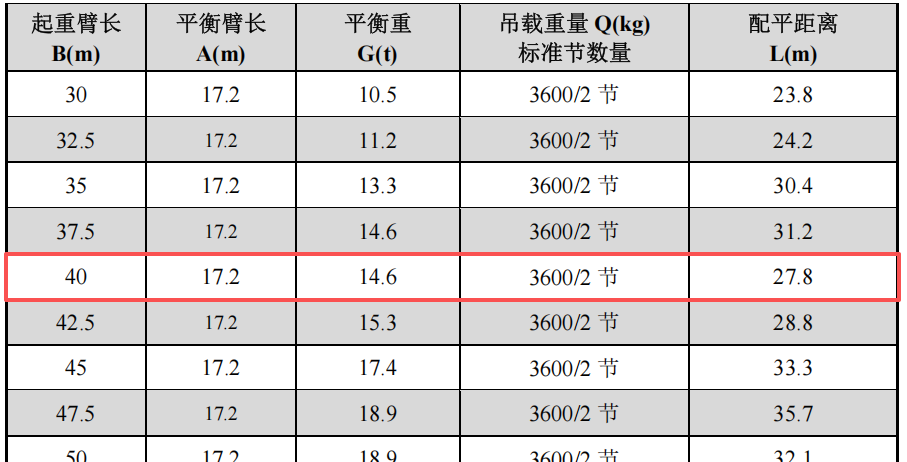 起重臂长 平衡臂长 平衡重 吊载重量 Q(kg) 配平距离
B(m) A(m) G(t) 标准节数量 L(m)
30 17.2 10.5 3600/2 节 23.8
32.5 17.2 11.2 3600/2 节 24.2
35 17.2 13.3 3600/2 节 30.4
37.5 17.2 14.6 3600/2 节 31.2
40 17.2 14.6 3600/2 节 27.8
42.5 17.2 15.3 3600/2 节 28.8
45 17.2 17.4 3600/2 节 33.3
47.5 17.2 18.9 3600/2 节 35.7
50 17.2 18.9 3600/2 节 32.1